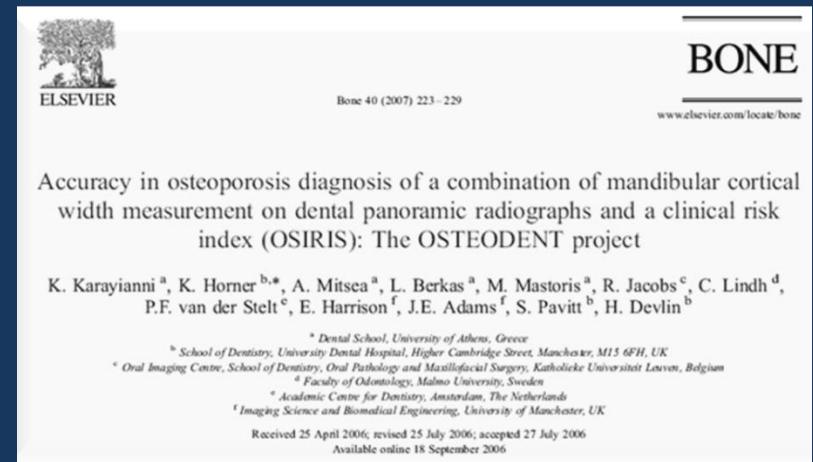 ELSEVIER
Bone 40 (2007) 223–229
BONE
www.elsevier.com/locate/bone
Accuracy in osteoporosis diagnosis of a combination of mandibular cortical
width measurement on dental panoramic radiographs and a clinical risk
index (OSIRIS): The OSTEODENT project
K. Karayianni a, K. Horner b,*, A. Mitsea a, L. Berkas a, M. Mastoris a, R. Jacobs c, C. Lindh d,
P.F. van der Stelt e, E. Harrison f, J.E. Adams f, S. Pavitt b, H. Devlin b
a Dental School, University of Athens, Greece
b School of Dentistry, University Dental Hospital, Higher Cambridge Street, Manchester, M15 6FH, UK
c Oral Imaging Centre, School of Dentistry, Oral Pathology and Maxillofacial Surgery, Katholieke Universiteit Leuven, Belgium
d Faculty of Odontology, Malmo University, Sweden
e Academic Centre for Dentistry, Amsterdam, The Netherlands
f Imaging Science and Biomedical Engineering, University of Manchester, UK
Received 25 April 2006; revised 25 July 2006; accepted 27 July 2006
Available online 18 September 2006